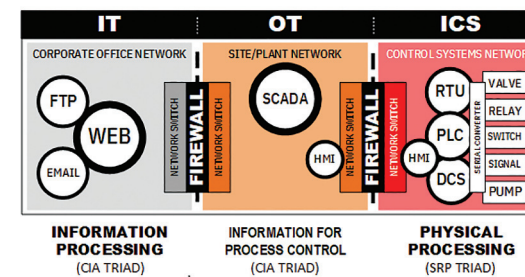 IT
OT
ICS
CORPORATE OFFICE NETWORK
SITE/PLANT NETWORK
CONTROL SYSTEMS NETWOR
FTP
WEB
EMAIL
NETWORK SWITCH
FIREWALL
NETWORK SWITCH
SCADA
HMI
NETWORK SWITCH
FIREWALL
NETWORK SWITCH
HMI
RTU
PLC
DCS
SERIAL CONVERTER
VALVE
RELAY
SWITCH
SIGNAL
PUMP
INFORMATION
PROCESSING
(CIA TRIAD)
INFORMATION FOR
PROCESS CONTROL
(CIA TRIAD)
PHYSICAL
PROCESSING
(SRP TRIAD)